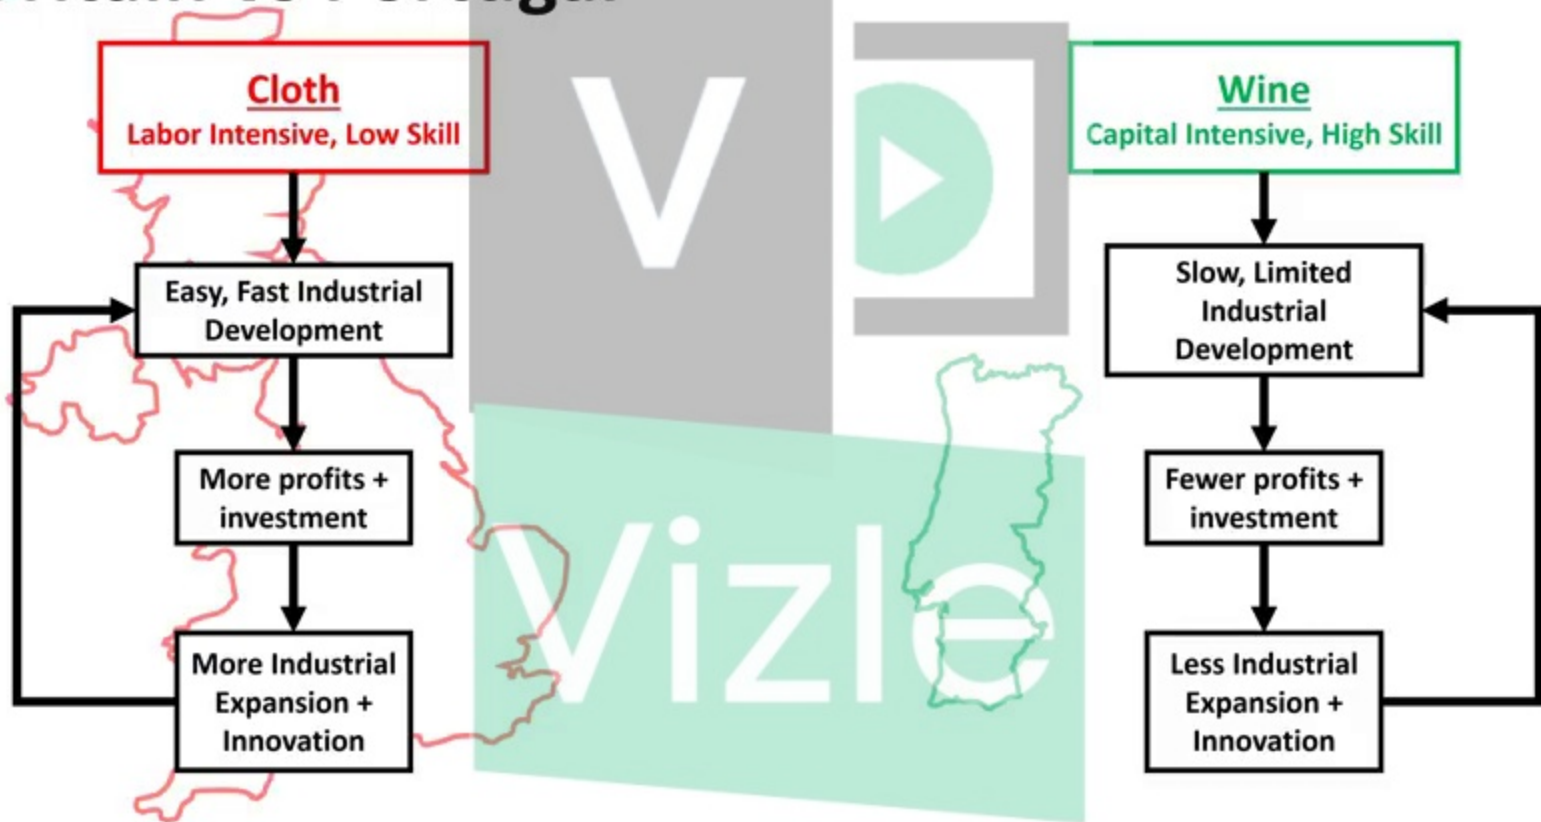 Cloth
Labor Intensive, Low Skill
Easy, Fast Industrial
Development
More profits +
investment
More Industrial
Expansion +
Innovation
V
Vizle
Wine
Capital Intensive, High Skill
Slow, Limited
Industrial
Development
Fewer profits +
investment
Less Industrial
Expansion +
Innovation